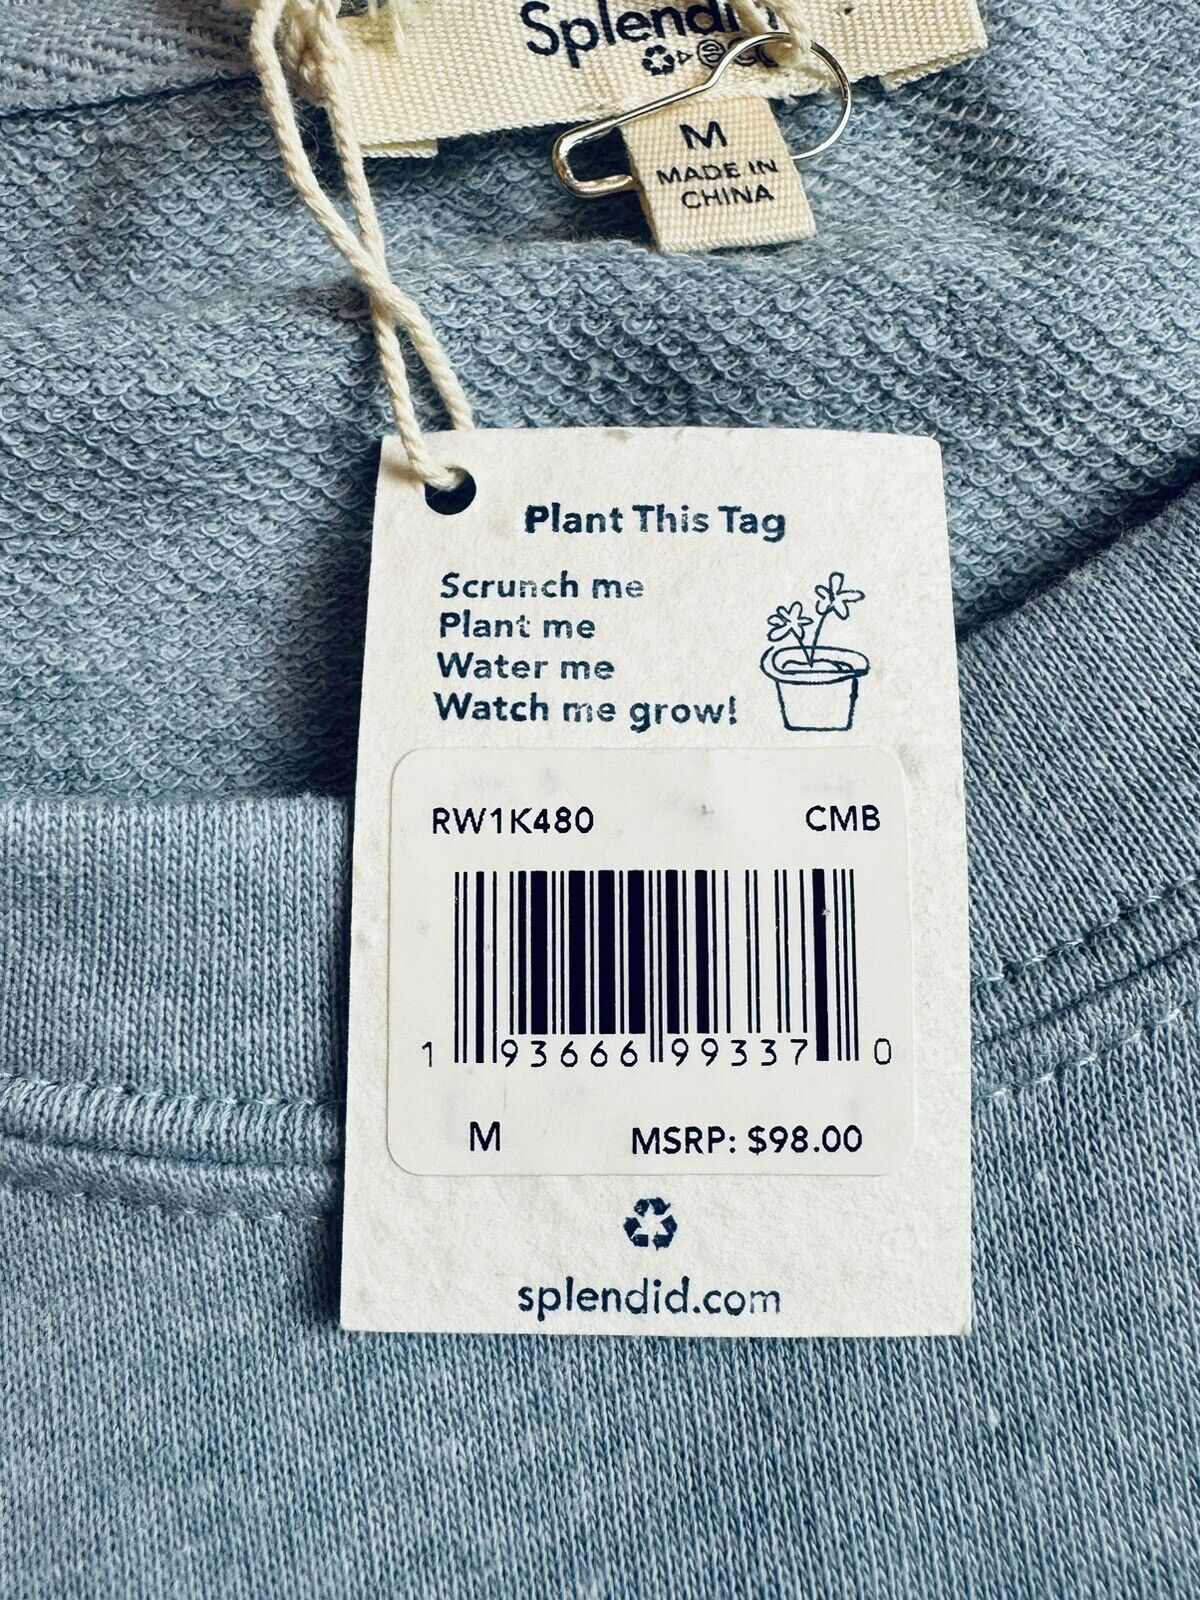 Splendid
M
MADE IN
CHINA
Plant This Tag
Scrunch me
Plant me
Water me
Watch me grow!
RW1K480 CMB
1 93666 99337 0
M MSRP: $98.00
splendid.com